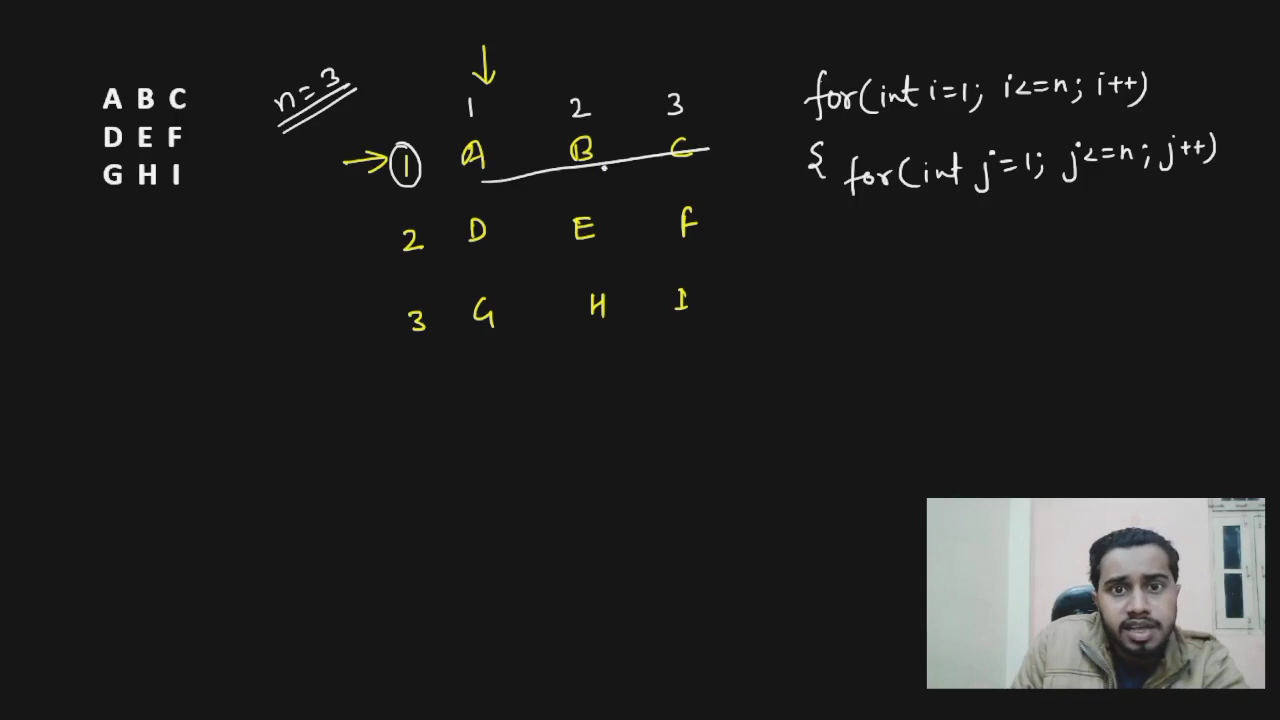 A B C
D E F
G H I
n=3
1 2 3
1 A B C
2 D E F
3 G H I
for(int i=1; i<=n; i++)
{ for(int j=1; j<=n; j++)